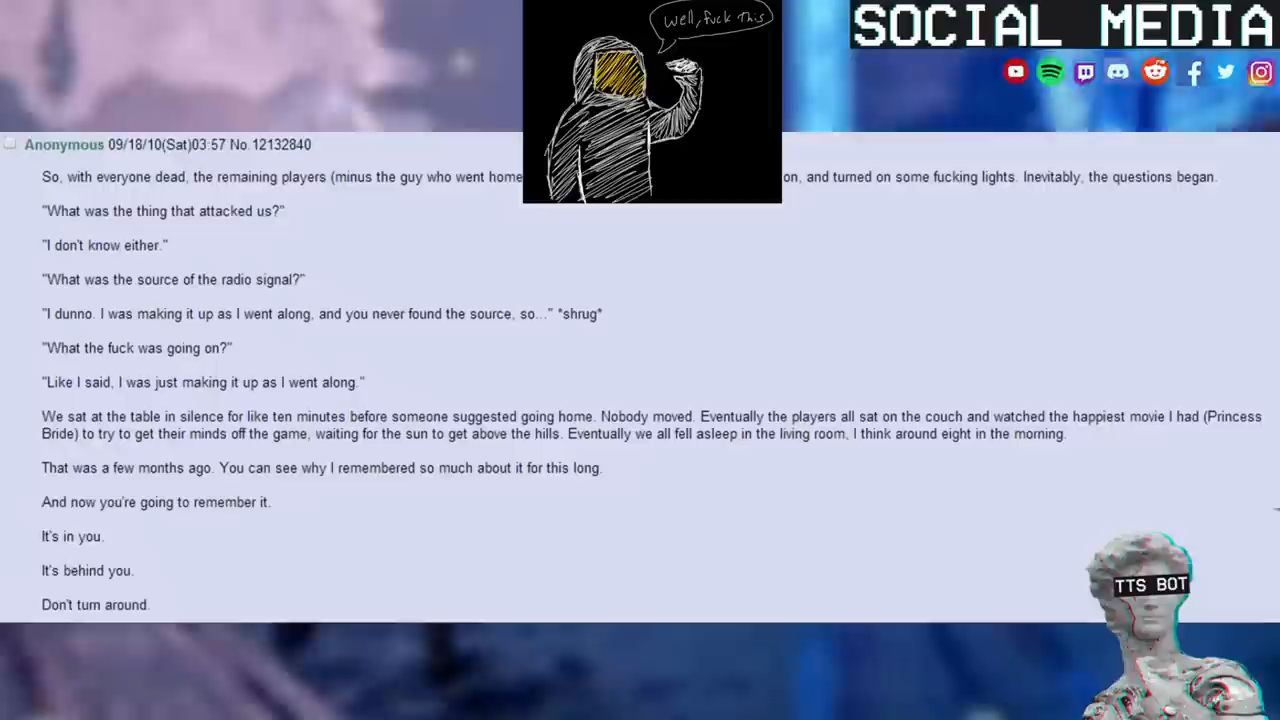 Well, fuck This
SOCIAL MEDIA
Anonymous 09/18/10(Sat)03:57 No.12132840
So, with everyone dead, the remaining players (minus the guy who went home on, and turned on some fucking lights. Inevitably, the questions began.
"What was the thing that attacked us?"
"I don't know either."
"What was the source of the radio signal?"
"I dunno. I was making it up as I went along, and you never found the source, so..." *shrug*
"What the fuck was going on?"
"Like I said, I was just making it up as I went along."
We sat at the table in silence for like ten minutes before someone suggested going home. Nobody moved. Eventually the players all sat on the couch and watched the happiest movie I had (Princess
Bride) to try to get their minds off the game, waiting for the sun to get above the hills. Eventually we all fell asleep in the living room, I think around eight in the morning.
That was a few months ago. You can see why I remembered so much about it for this long.
And now you're going to remember it.
It's in you.
It's behind you.
Don't turn around.
TTS BOT